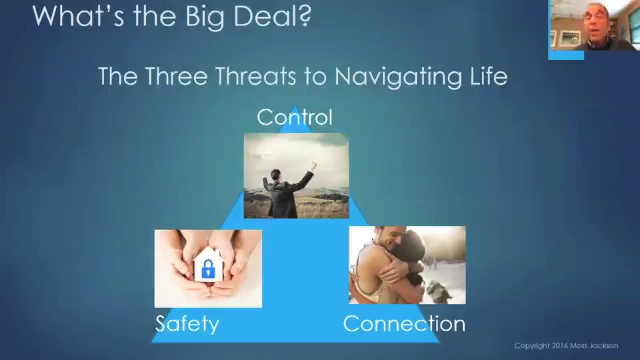 What's the Big Deal?
The Three Threats to Navigating Life
Control
Safety
Connection
Copyright 2016 Moss Jackson